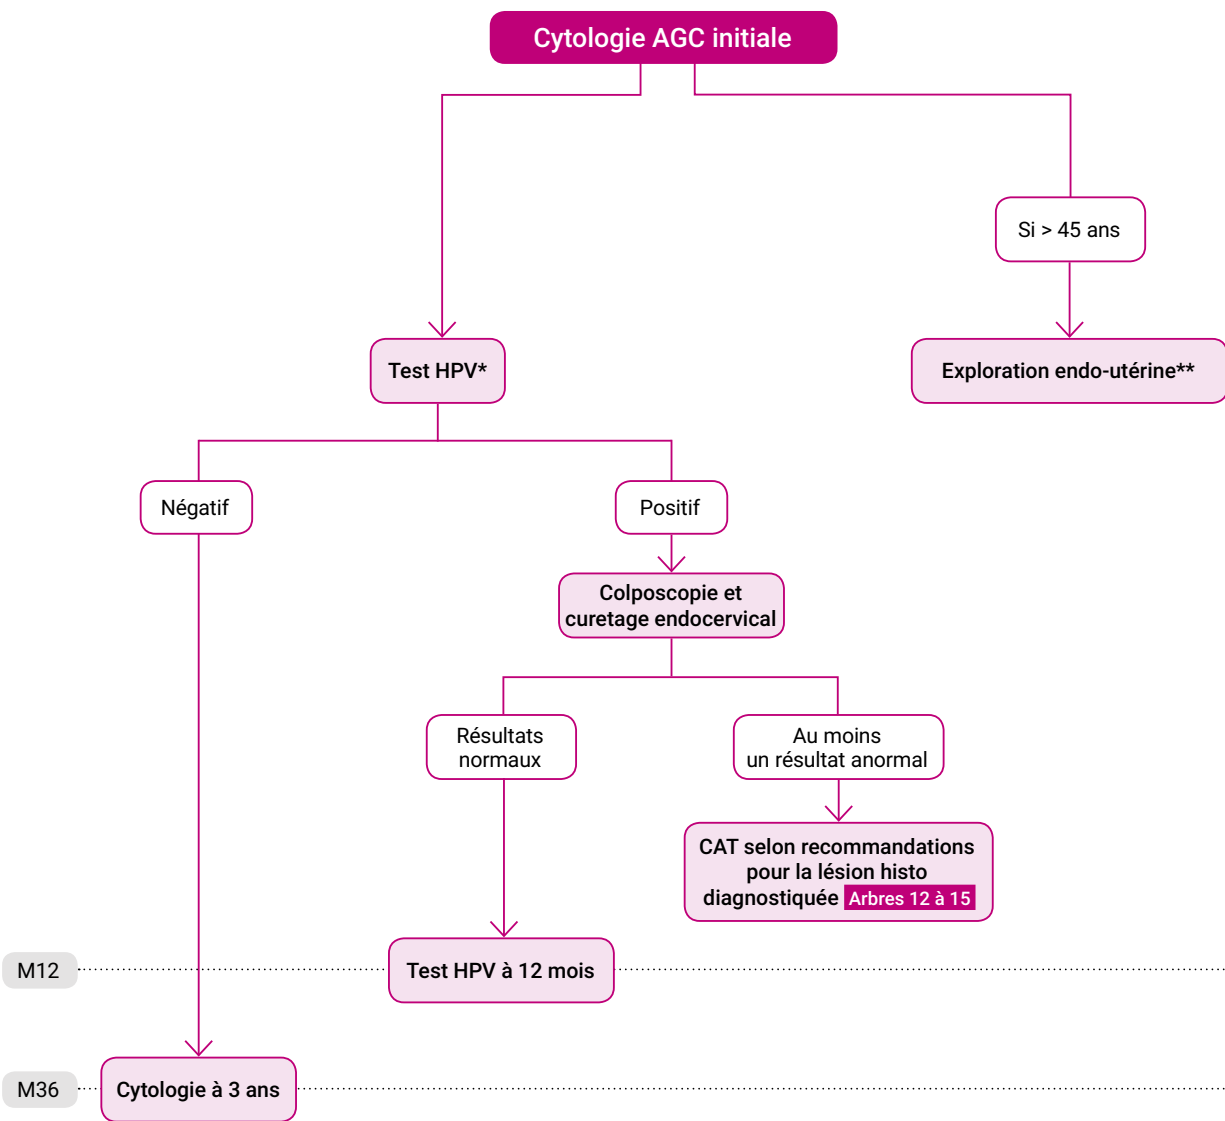 Cytologie AGC initiale
Si > 45 ans
Test HPV*
Exploration endo-utérine**
Négatif
Positif
Colposcopie et
curetage endocervical
Résultats
normaux
Au moins
un résultat anormal
CAT selon recommandations
pour la lésion histo
diagnostiquée Arbres 12 à 15
M12
Test HPV à 12 mois
M36
Cytologie à 3 ans